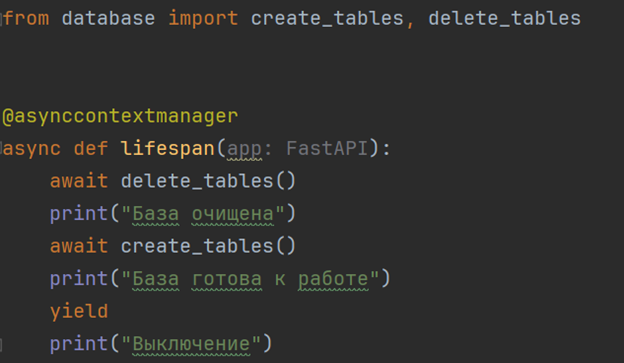 from database import create_tables, delete_tables
@asynccontextmanager
async def lifespan(app: FastAPI):
    await delete_tables()
    print("База очищена")
    await create_tables()
    print("База готова к работе")
    yield
    print("Выключение")